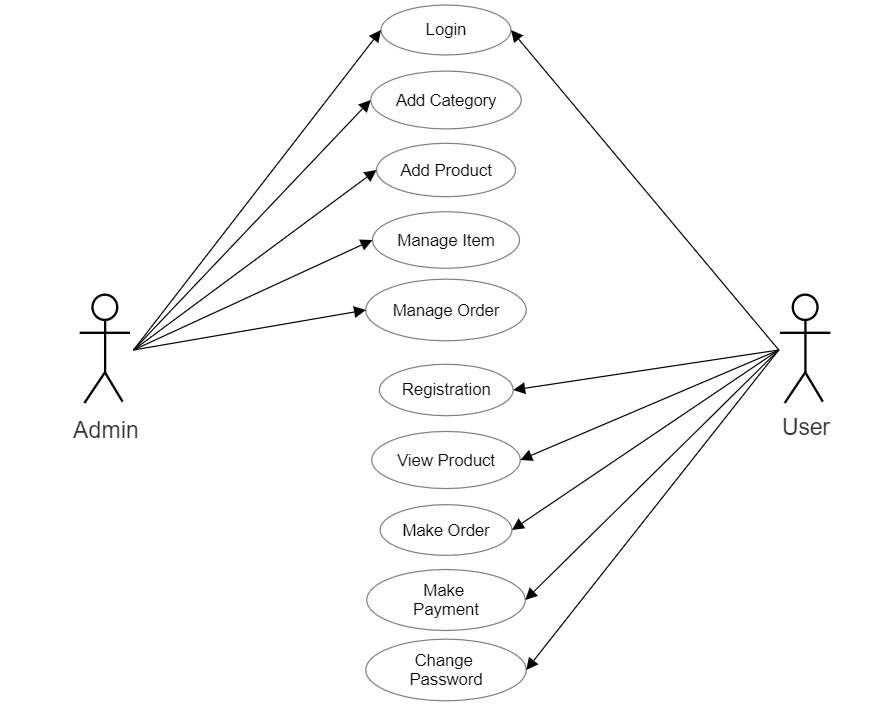 Login
Add Category
Add Product
Manage Item
Manage Order
Admin
Registration
User
View Product
Make Order
Make
Payment
Change
Password